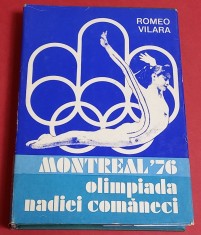 ROMEO
VILARA
MONTREAL '76
olimpiada
nadiei comăneci